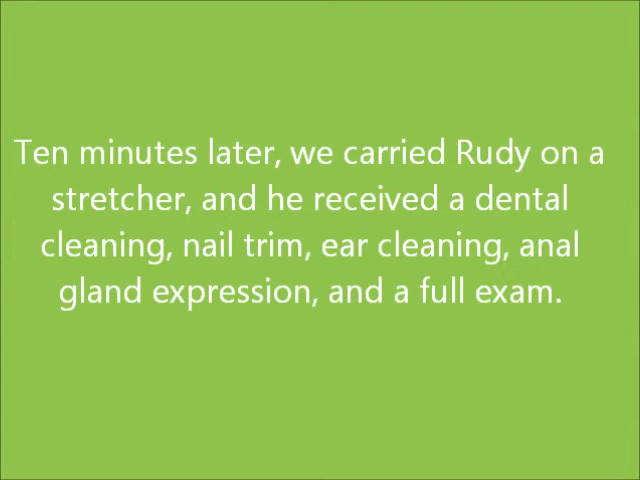 Ten minutes later, we carried Rudy on a
stretcher, and he received a dental
cleaning, nail trim, ear cleaning, anal
gland expression, and a full exam.